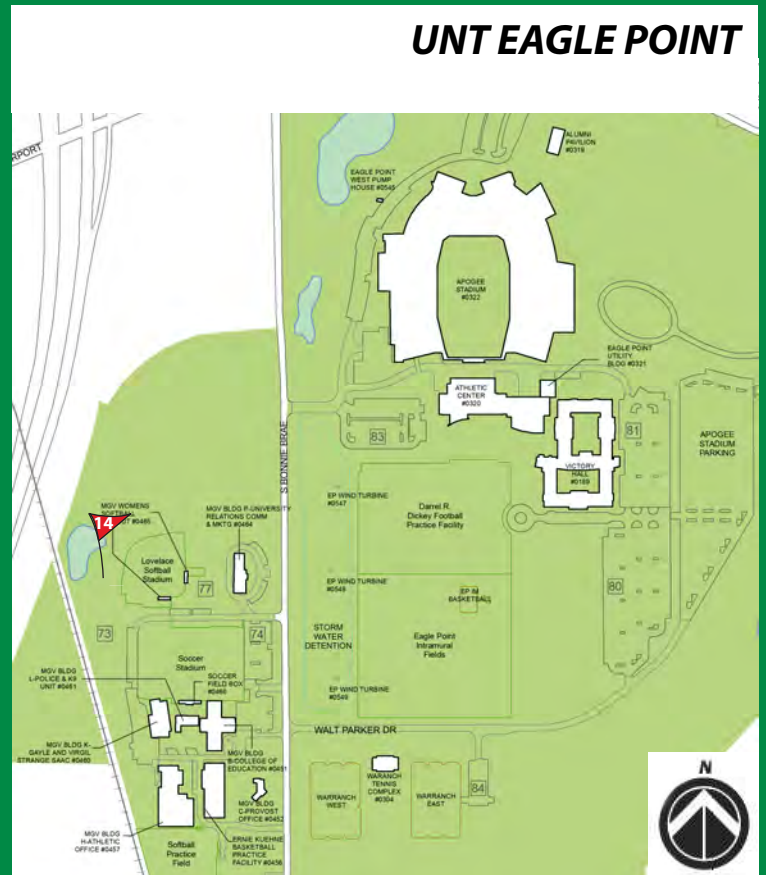 UNT EAGLE POINT
RPORT
ALUMNI
PAVILION
#0319
EAGLE POINT
WEST PUMP
HOUSE #0545
APOGEE
STADIUM
#0322
EAGLE POINT
UTILITY
BLDG #0321
ATHLETIC
CENTER
#0320
83
81
APOGEE
STADIUM
PARKING
VICTORY
HALL
#0189
S BONNIE BRAE
MGV WOMENS
SOFTBALL
#0465
14
MGV BLDG P-UNIVERSITY
RELATIONS COMM
& MKTG #0464
EP WIND TURBINE
#0547
Darrel R.
Dickey Football
Practice Facility
Lovelace
Softball
Stadium
77
EP WIND TURBINE
#0548
EP IM
BASKETBALL
80
73
74
STORM
WATER
DETENTION
Eagle Point
Intramural
Fields
Soccer
Stadium
MGV BLDG
L-POLICE & K9
UNIT #0461
SOCCER
FIELD BOX
#0466
EP WIND TURBINE
#0549
WALT PARKER DR
MGV BLDG K-
GAYLE AND VIRGIL
STRANGE SAAC #0460
MGV BLDG
B-COLLEGE OF
EDUCATION #0451
MGV BLDG
C-PROVOST
OFFICE #0452
WARANCH
TENNIS
COMPLEX
#0304
84
WARRANCH
WEST
WARRANCH
EAST
MGV BLDG
H-ATHLETIC
OFFICE #0457
Softball
Practice
Field
ERNIE KUEHNE
BASKETBALL
PRACTICE
FACILITY #0456
N